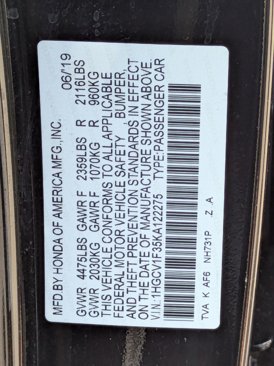 MFD BY HONDA OF AMERICA MFG.,INC. 06/19
GVWR 4475LBS GAWR F 2359LBS R 2116LBS
GVWR 2030KG GAWR F 1070KG R 960KG
THIS VEHICLE CONFORMS TO ALL APPLICABLE
FEDERAL MOTOR VEHICLE SAFETY BUMPER,
AND THEFT PREVENTION STANDARDS IN EFFECT
ON THE DATE OF MANUFACTURE SHOWN ABOVE.
V.I.N.:1HGCV1F35KA122275 TYPE:PASSENGER CAR
TVA K AF6 NH731P Z A